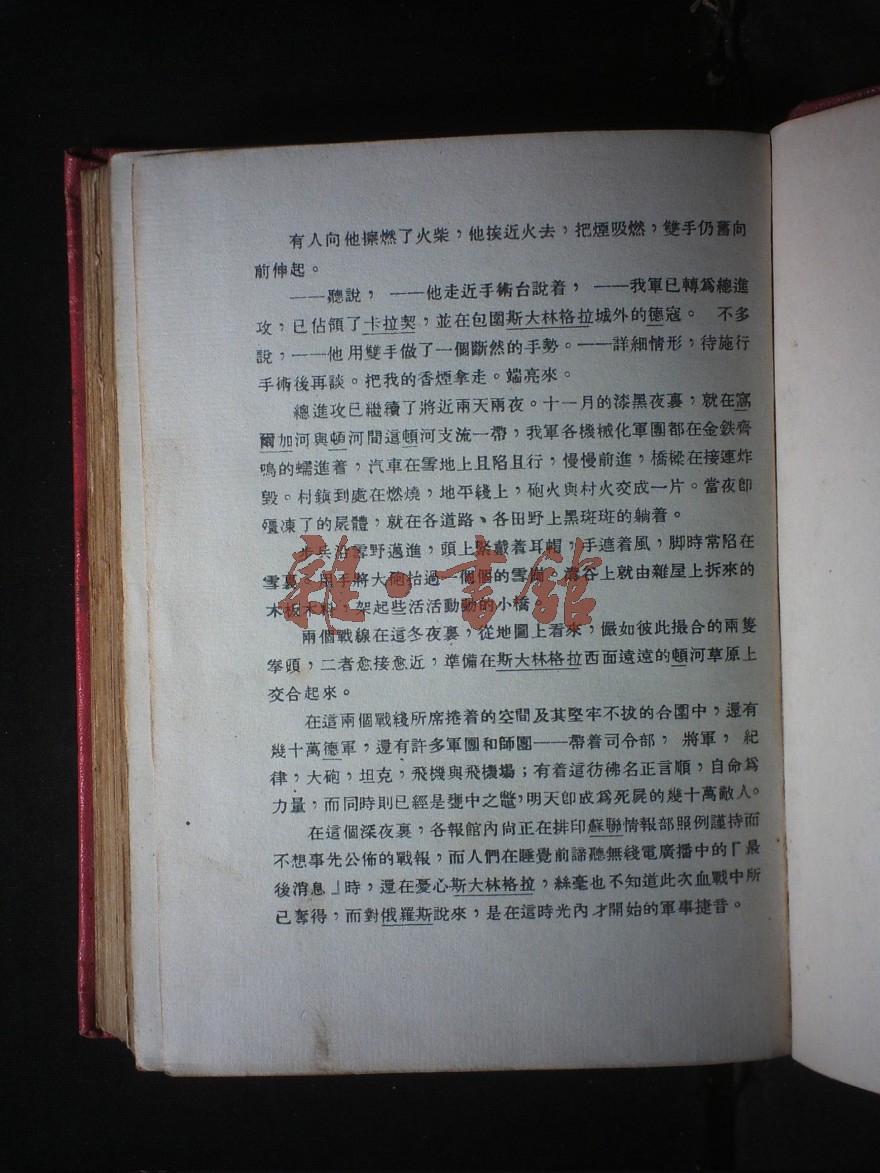 有人向他擦燃了火柴，他挨近火去，把煙吸燃，雙手仍舊向
前伸起。
——聽說， ——他走近手術台說着， ——我軍已轉爲總進
攻，已佔領了卡拉契，並在包圍斯大林格拉城外的德寇。 不多
說，——他用雙手做了一個斷然的手勢。——詳細情形，待施行
手術後再談。把我的香煙拿走。端亮來。
總進攻已繼續了將近兩天兩夜。十一月的漆黑夜裏，就在窩
爾加河與頓河間這頓河支流一帶，我軍各機械化軍團都在金鉄齊
鳴的蠕進着，汽車在雪地上且陷且行，慢慢前進，橋樑在接連炸
毀。村鎭到處在燃燒，地平綫上，砲火與村火交成一片。當夜卽
殭凍了的屍體，就在各道路、各田野上黑斑斑的躺着。
步兵沿雪野邁進，頭上緊戴着耳帽，手遮着風，脚時常陷在
雪裏。用手將大砲抬過一個個的雪崗，溝谷上就由雜屋上拆來的
木板木料，架起些活活動動的小橋。
兩個戰線在這冬夜裏，從地圖上看來，儼如彼此撮合的兩隻
拳頭，二者愈接愈近，準備在斯大林格拉西面遠遠的頓河草原上
交合起來。
在這兩個戰綫所席捲着的空間及其堅牢不拔的合圍中，還有
幾十萬德軍，還有許多軍團和師團——帶着司令部， 將軍， 紀
律，大砲，坦克，飛機與飛機場；有着這彷彿名正言順，自命爲
力量，而同時則已經是甕中之鼈，明天卽成爲死屍的幾十萬敵人。
在這個深夜裏，各報館內尙正在排印蘇聯情報部照例謹持而
不想事先公佈的戰報，而人們在睡覺前諦聽無綫電廣播中的「最
後消息」時，還在憂心斯大林格拉，絲毫也不知道此次血戰中所
已奪得，而對俄羅斯說來，是在這時光內才開始的軍事捷音。
雜·書館